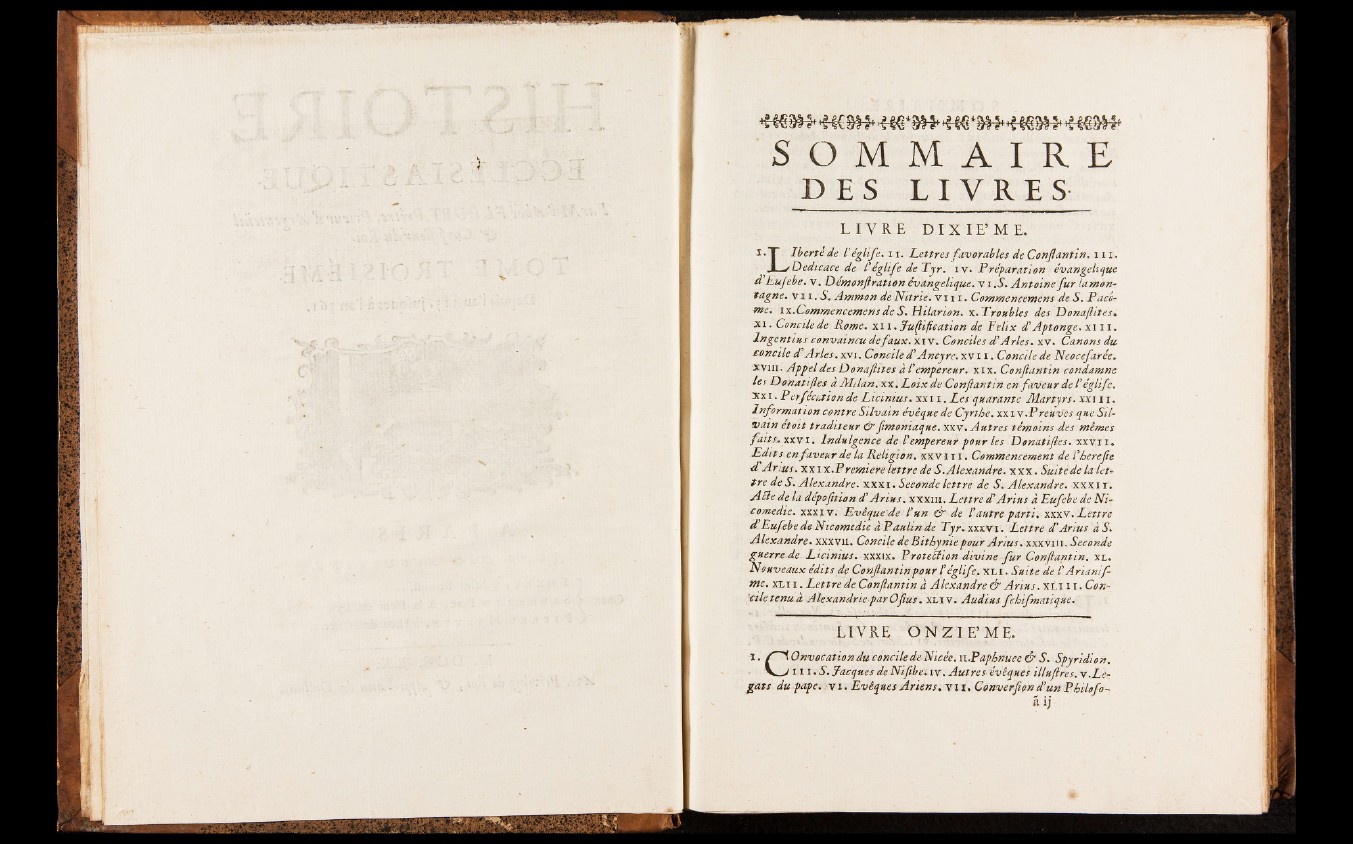 SOMMAIRE
DES LIVRES.
LIVRE DIXIE'ME.
I. LIberté de l'égliſe. II. Lettres favorables de Conſtantin. III.
Dedicace de l'égliſe de Tyr. IV. Préparation évangelique
d'Euſebe. V. Démonſtration évangelique. VI. S. Antoine ſur la mon-
tagne. VII. S. Ammon de Nitrie. VIII. Commencemens de S. Pacô-
me. IX. Commencemens de S. Hilarion. X. Troubles des Donaſtites.
XI. Concile de Rome. XII. Juſtification de Felix d'Aptonge. XIII.
Ingentius convaincu de faux. XIV. Conciles d'Arles. XV. Canons du
concile d'Arles. XVI. Concile d'Ancyre. XVII. Concile de Neoceſarée.
XVIII. Appel des Donaſtites à l'empereur. XIX. Conſtantin condamne
les Donatiſtes à Milan. XX. Loix de Conſtantin en faveur de l'égliſe.
XXI. Perſécution de Licinius. XXII. Les quarante Martyrs. XXIII.
Information contre Silvain évêque de Cyrthe. XXIV. Preuves que Sil-
vain étoit traditeur & ſimoniaque. XXV. Autres témoins des mêmes
faits. XXVI. Indulgence de l'empereur pour les Donatiſtes. XXVII.
Edits en faveur de la Religion. XXVIII. Commencement de l'hereſie
d'Arius. XXIX. Premiere lettre de S. Alexandre. XXX. Suite de la let-
tre de S. Alexandre. XXXI. Seconde lettre de S. Alexandre. XXXII.
Acte de la dépoſition d'Arius. XXXIII. Lettre d'Arius à Euſebe de Ni-
comedie. XXXIV. Evêque de l'un & de l'autre parti. XXXV. Lettre
d'Euſebe de Nicomedie à Paulin de Tyr. XXXVI. Lettre d'Arius à S.
Alexandre. XXXVII. Concile de Bithynie pour Arius. XXXVIII. Seconde
guerre de Licinius. XXXIX. Protection divine ſur Conſtantin. XL.
Nouveaux édits de Conſtantin pour l'égliſe. XLI. Suite de l'Arianiſ-
me. XLII. Lettre de Conſtantin à Alexandre & Arius. XLIII. Con-
cile tenu à Alexandrie par Oſius. XLIV. Audius ſchiſmatique.
LIVRE ONZIE'ME.
I. COnvocation du concile de Nicée. II. Paphnuce & S. Spyridion.
III. S. Jacques de Niſibe. IV. Autres évêques illuſtres. V. Le-
gats du pape. VI. Evêques Ariens. VII. Converſion d'un Philoſo-
ã ij